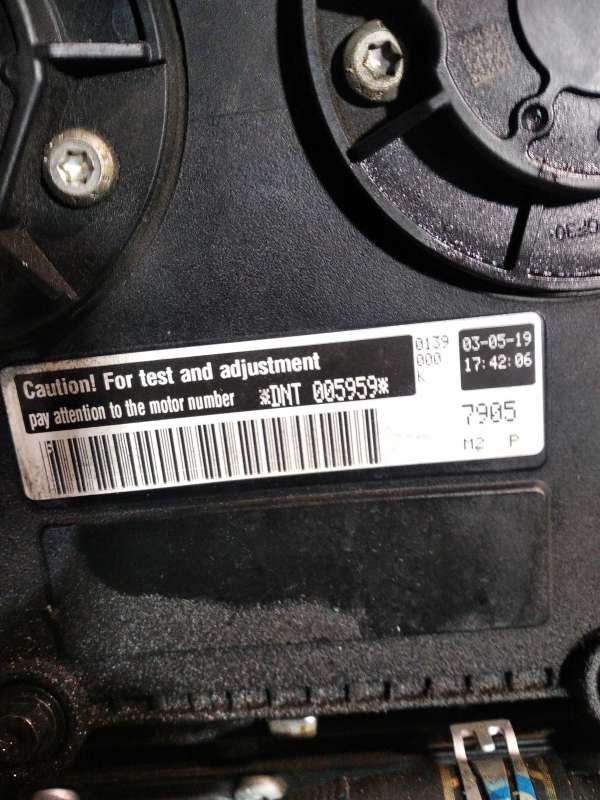 Caution! For test and adjustment
pay attention to the motor number *DNT 005959*
0139
000
K
03-05-19
17:42:06
7905
M2 P